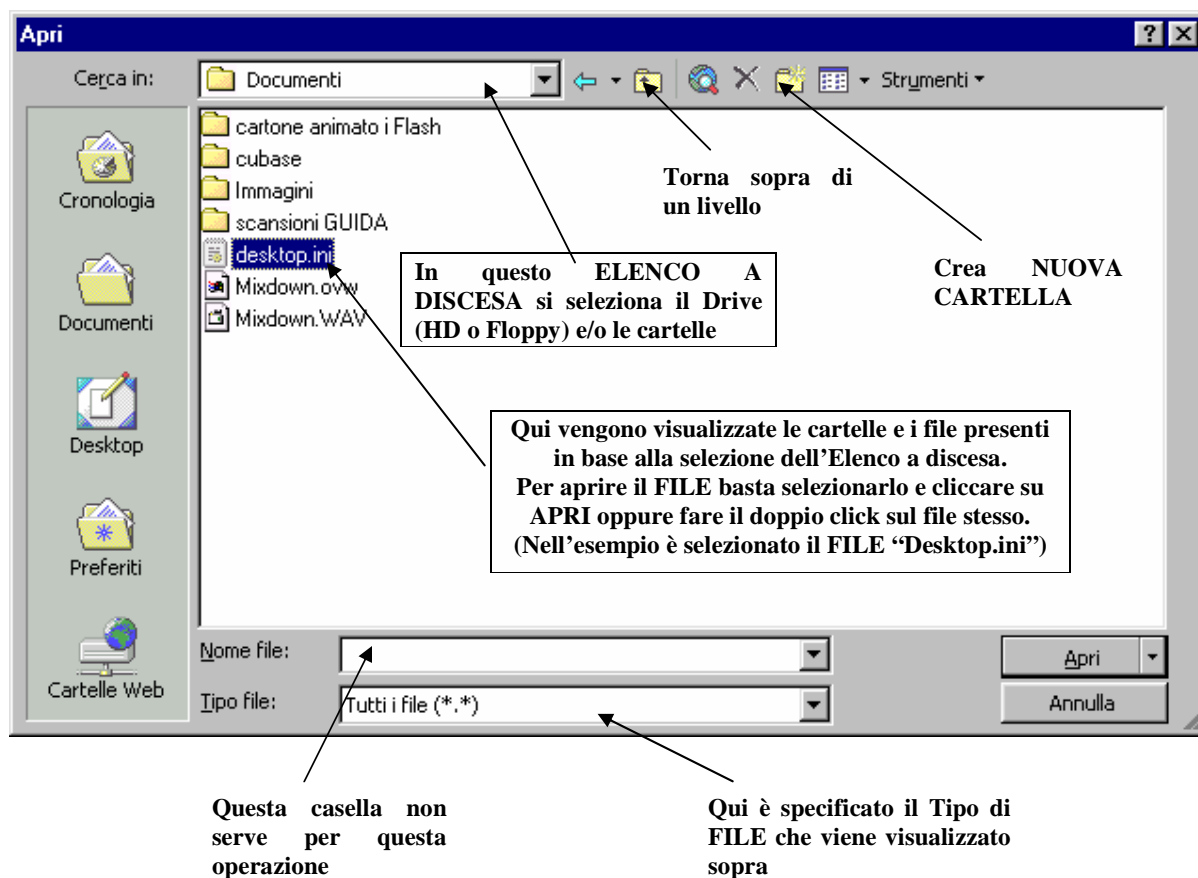 Apri
Cerca in:
Documenti
Strumenti
Cronologia
Documenti
Desktop
Preferiti
Cartelle Web
cartone animato i Flash
cubase
Immagini
scansioni GUIDA
desktop.ini
Mixdown.ovw
Mixdown.WAV
Torna sopra di
un livello
Crea NUOVA
CARTELLA
In questo ELENCO A
DISCESA si seleziona il Drive
(HD o Floppy) e/o le cartelle
Qui vengono visualizzate le cartelle e i file presenti
in base alla selezione dell’Elenco a discesa.
Per aprire il FILE basta selezionarlo e cliccare su
APRI oppure fare il doppio click sul file stesso.
(Nell’esempio è selezionato il FILE “Desktop.ini”)
Nome file:
Apri
Tipo file:
Tutti i file (*.*)
Annulla
Questa casella non
serve per questa
operazione
Qui è specificato il Tipo di
FILE che viene visualizzato
sopra